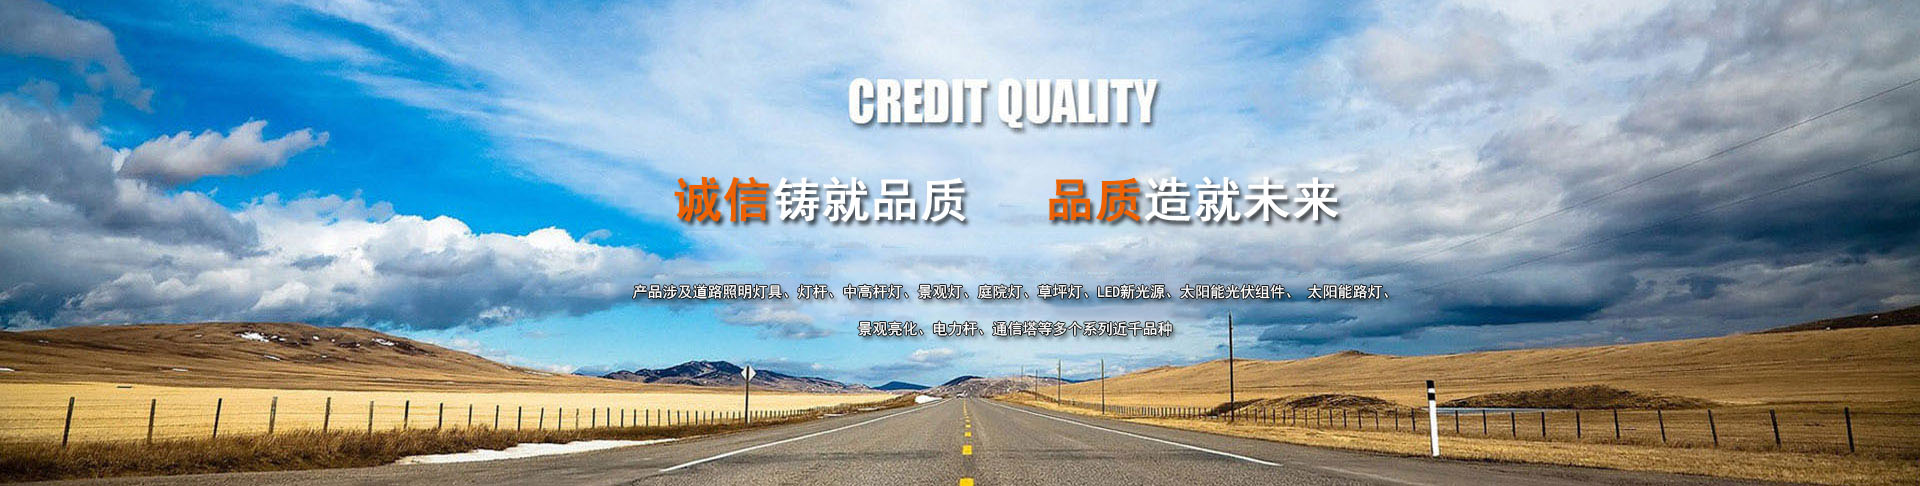 CREDIT QUALITY
诚信铸就品质 品质造就未来
产品涉及道路照明灯具、灯杆、中高杆灯、景观灯、庭院灯、草坪灯、LED新光源、太阳能光伏组件、 太阳能路灯、
景观亮化、电力杆、通信塔等多个系列近千品种